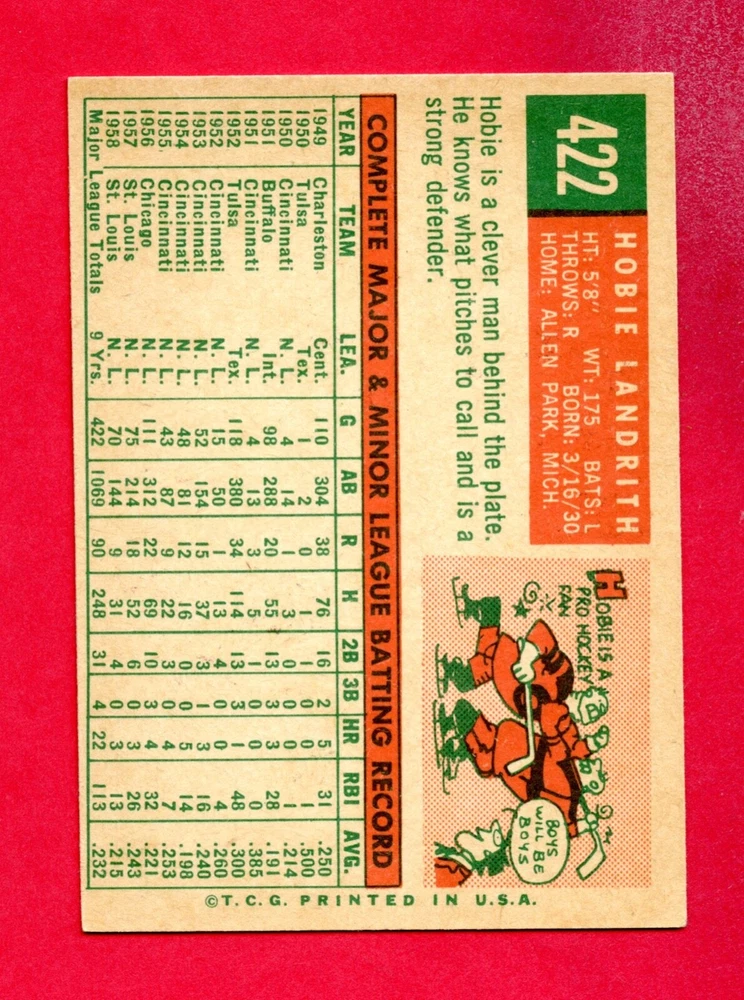 422
HOBIE LANDRITH
HT: 5'8" WT: 175 BATS: L
THROWS: R BORN: 3/16/30
HOME: ALLEN PARK, MICH.
Hobie is a clever man behind the plate.
He knows what pitches to call and is a
strong defender.
HOBIE IS A
PRO HOCKEY
FAN
BOYS
WILL BE
BOYS
COMPLETE MAJOR & MINOR LEAGUE BATTING RECORD
YEAR TEAM LEA. G AB R H 2B 3B HR RBI AVG.
1949 Charleston Cent. 110 304 38 76 16 2 5 31 .250
1950 Tulsa Tex. 1 2 0 1 0 0 0 1 .500
1950 Cincinnati N. L. 4 14 1 3 0 0 0 1 .214
1951 Buffalo Int. 98 288 20 55 13 3 3 28 .191
1951 Cincinnati N. L. 4 13 3 5 1 0 0 0 .385
1952 Tulsa Tex. 118 380 34 114 13 3 1 48 .300
1952 Cincinnati N. L. 15 50 1 13 4 0 0 4 .260
1953 Cincinnati N. L. 52 154 15 37 3 1 3 16 .240
1954 Cincinnati N. L. 48 81 12 16 0 0 5 14 .198
1955 Cincinnati N. L. 43 87 9 22 3 0 4 7 .253
1956 Chicago N. L. 111 312 22 69 10 3 4 32 .221
1957 St. Louis N. L. 75 214 18 52 6 0 3 26 .243
1958 St. Louis N. L. 70 144 9 31 4 0 3 13 .215
Major League Totals 9 Yrs. 422 1069 90 248 31 4 22 113 .232
© T.C.G. PRINTED IN U.S.A.